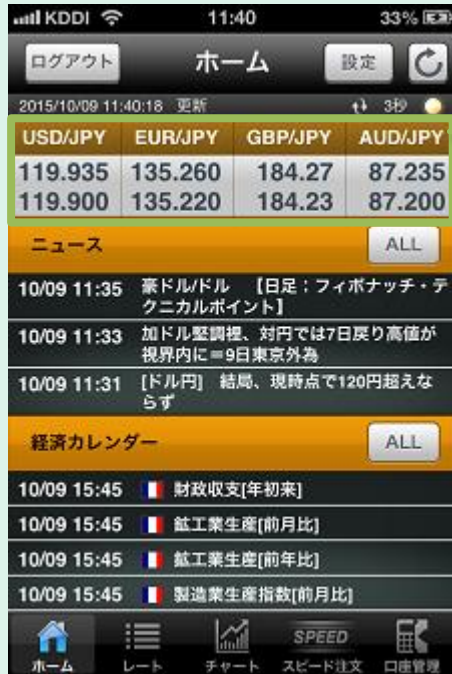 KDDI 11:40 33%
ログアウト ホーム 設定
2015/10/09 11:40:18 更新 3秒
USD/JPY EUR/JPY GBP/JPY AUD/JPY
119.935 135.260 184.27 87.235
119.900 135.220 184.23 87.200
ニュース ALL
10/09 11:35 豪ドル/ドル 【日足：フィボナッチ・テ
クニカルポイント】
10/09 11:33 加ドル堅調裡、対円では7日戻り高値が
視界内に＝9日東京外為
10/09 11:31 [ドル円] 結局、現時点で120円超えな
らず
経済カレンダー ALL
10/09 15:45 財政収支[年初来]
10/09 15:45 鉱工業生産[前月比]
10/09 15:45 鉱工業生産[前年比]
10/09 15:45 製造業生産指数[前月比]
SPEED
ホーム レート チャート スピード注文 口座管理